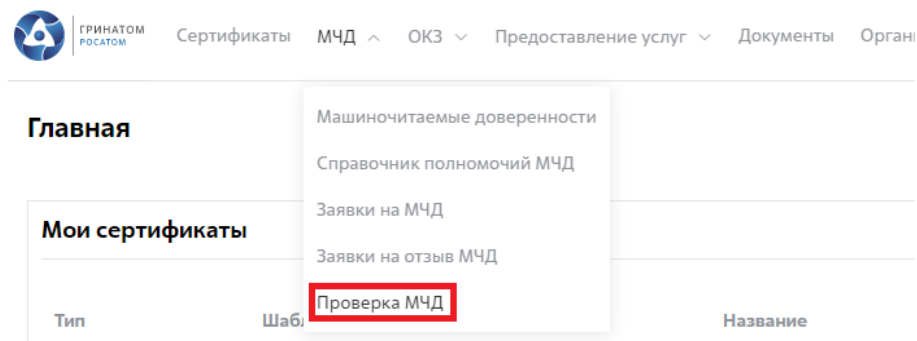 ГРИНАТОМ
РОСАТОМ
Сертификаты МЧД ОКЗ Предоставление услуг Документы
Главная
Машиночитаемые доверенности
Справочник полномочий МЧД
Заявки на МЧД
Мои сертификаты
Заявки на отзыв МЧД
Проверка МЧД
Тип Название